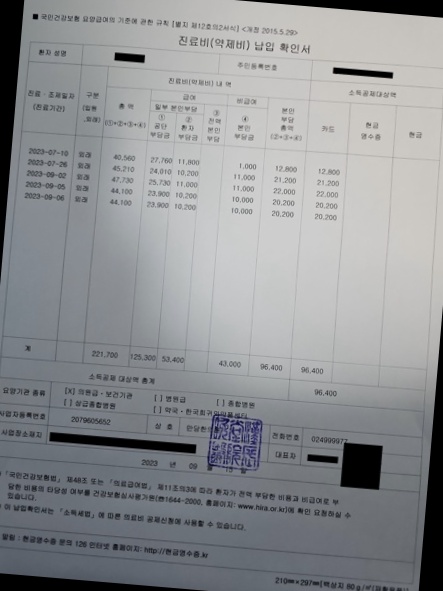 ■ 국민건강보험 요양급여의 기준에 관한 규칙 [별지 제12호의2서식] <개정 2015.5.29>
진료비(약제비) 납입 확인서
환자 성명
주민등록번호
진료비(약제비) 내 역
소득공제대상액
진료·조제일자
(진료기간)
구분
(입원
,외래)
총 액
(①+②+③+④)
급여
일부 본인부담
①
공단
부담금
②
환자
부담금
③
전액
본인
부담
비급여
④
본인
부담금
본인
부담
총액
(②+③+④)
카드
현금
영수증
현금
2023-07-10 외래 40,560 27,760 11,800 1,000 12,800 12,800
2023-07-26 외래 45,210 24,010 10,200 11,000 21,200 21,200
2023-09-02 외래 47,730 25,730 11,000 11,000 22,000 22,000
2023-09-05 외래 44,100 23,900 10,200 10,000 20,200 20,200
2023-09-06 외래 44,100 23,900 10,200 10,000 20,200 20,200
계 221,700 125,300 53,400 43,000 96,400 96,400
소득공제 대상액 총계 96,400
요양기관 종류
[X] 의원급·보건기관 [ ] 병원급 [ ] 종합병원
[ ] 상급종합병원 [ ] 약국·한국희귀의약품센터
사업자등록번호 2079605652 상 호 전화번호 024999977
사업장소재지 대표자
2023 년 09 월 15 일
「국민건강보험법」 제48조 또는 「의료급여법」 제11조의3에 따라 환자가 전액 부담한 비용과 비급여로 부
담한 비용의 타당성 여부를 건강보험심사평가원(☎1644-2000, 홈페이지: www.hira.or.kr)에 확인 요청하실 수
있습니다.
이 납입확인서는 「소득세법」에 따른 의료비 공제신청에 사용할 수 있습니다.
알림 : 현금영수증 문의 126 인터넷 홈페이지: http://현금영수증.kr
210㎜×297㎜[백상지 80ｇ/㎡(재활용품)]